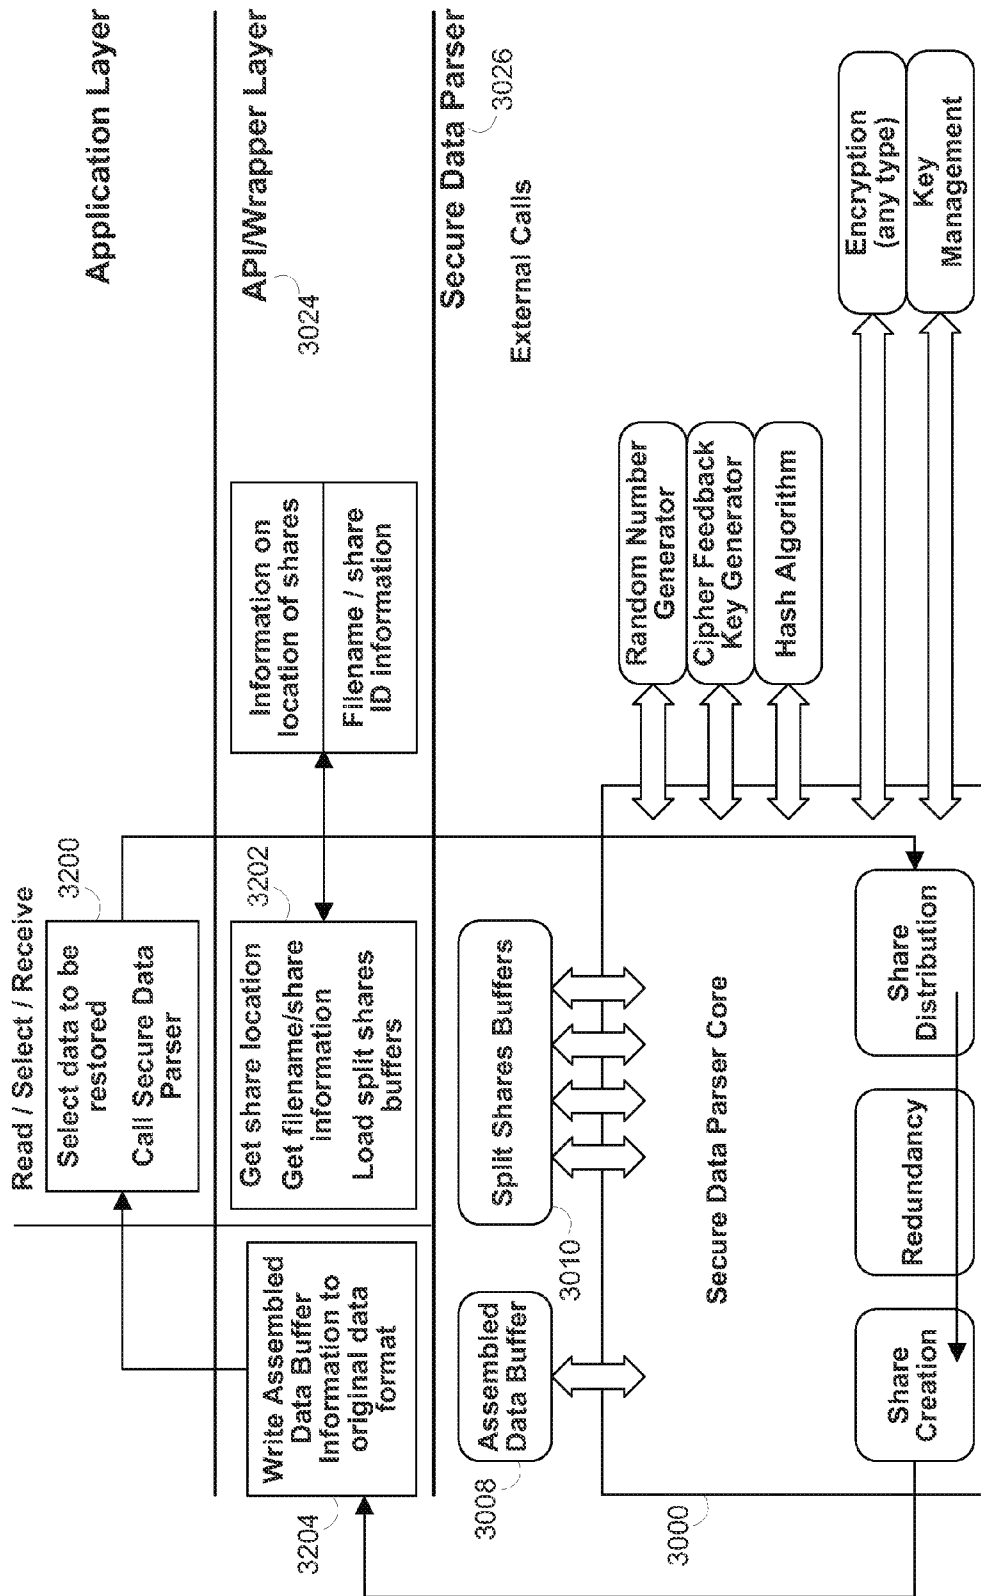 Read / Select / Receive
Application Layer
3200
Select data to be
restored
Call Secure Data
Parser
API/Wrapper Layer
3024
Write Assembled
Data Buffer
Information to
original data
format
3204
3202
Get share location
Get filename/share
information
Load split shares
buffers
Information on
location of shares
Filename / share
ID information
Secure Data Parser
3026
External Calls
Assembled
Data Buffer
3008
Split Shares Buffers
3010
3000
Secure Data Parser Core
Random Number
Generator
Cipher Feedback
Key Generator
Hash Algorithm
Encryption
(any type)
Key
Management
Share
Creation
Redundancy
Share
Distribution